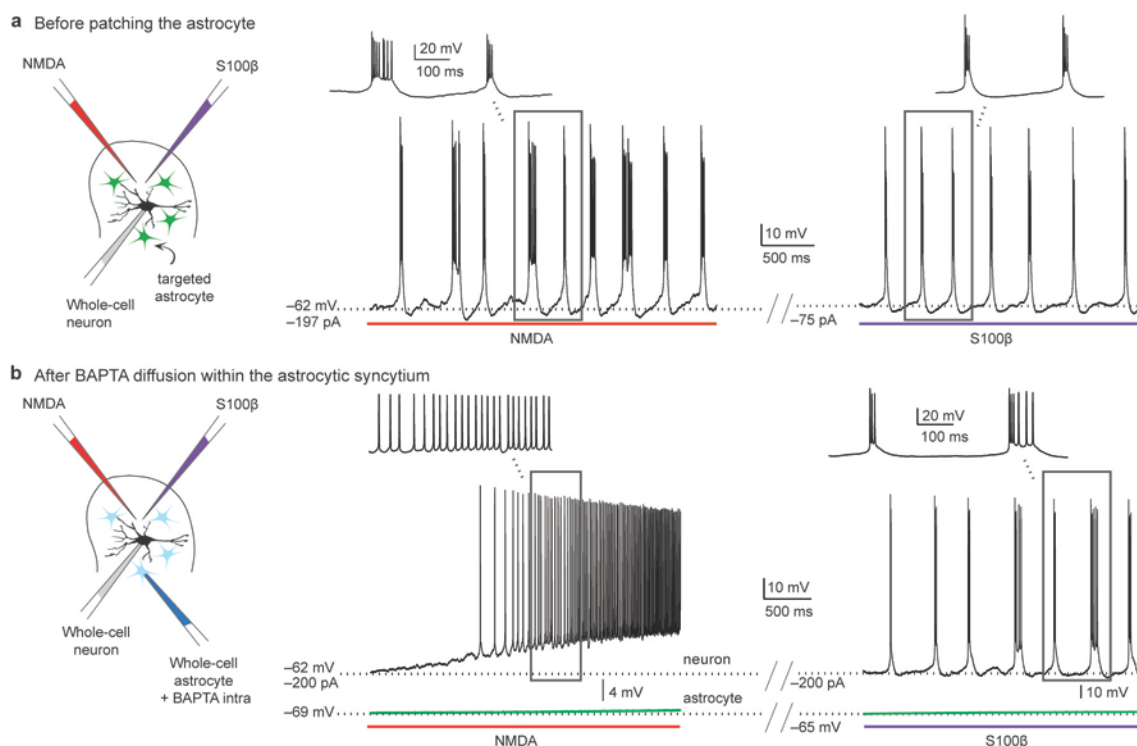 a Before patching the astrocyte
NMDA
S100β
targeted
astrocyte
Whole-cell
neuron
20 mV
100 ms
–62 mV
–197 pA
NMDA
10 mV
500 ms
–75 pA
S100β
b After BAPTA diffusion within the astrocytic syncytium
NMDA
S100β
Whole-cell
neuron
Whole-cell
astrocyte
+ BAPTA intra
20 mV
100 ms
10 mV
500 ms
–62 mV
–200 pA
neuron
4 mV
astrocyte
–69 mV
NMDA
–200 pA
10 mV
–65 mV
S100β